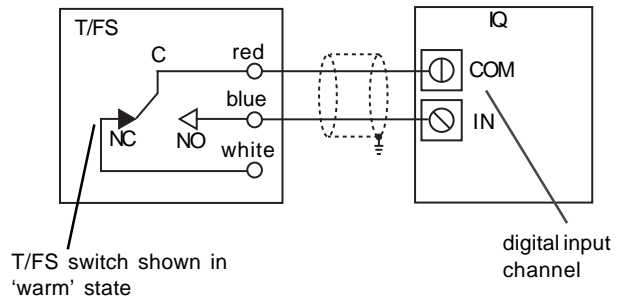 T/FS
IQ
C
red
COM
blue
IN
NC
NO
white
T/FS switch shown in
‘warm’ state
digital input
channel